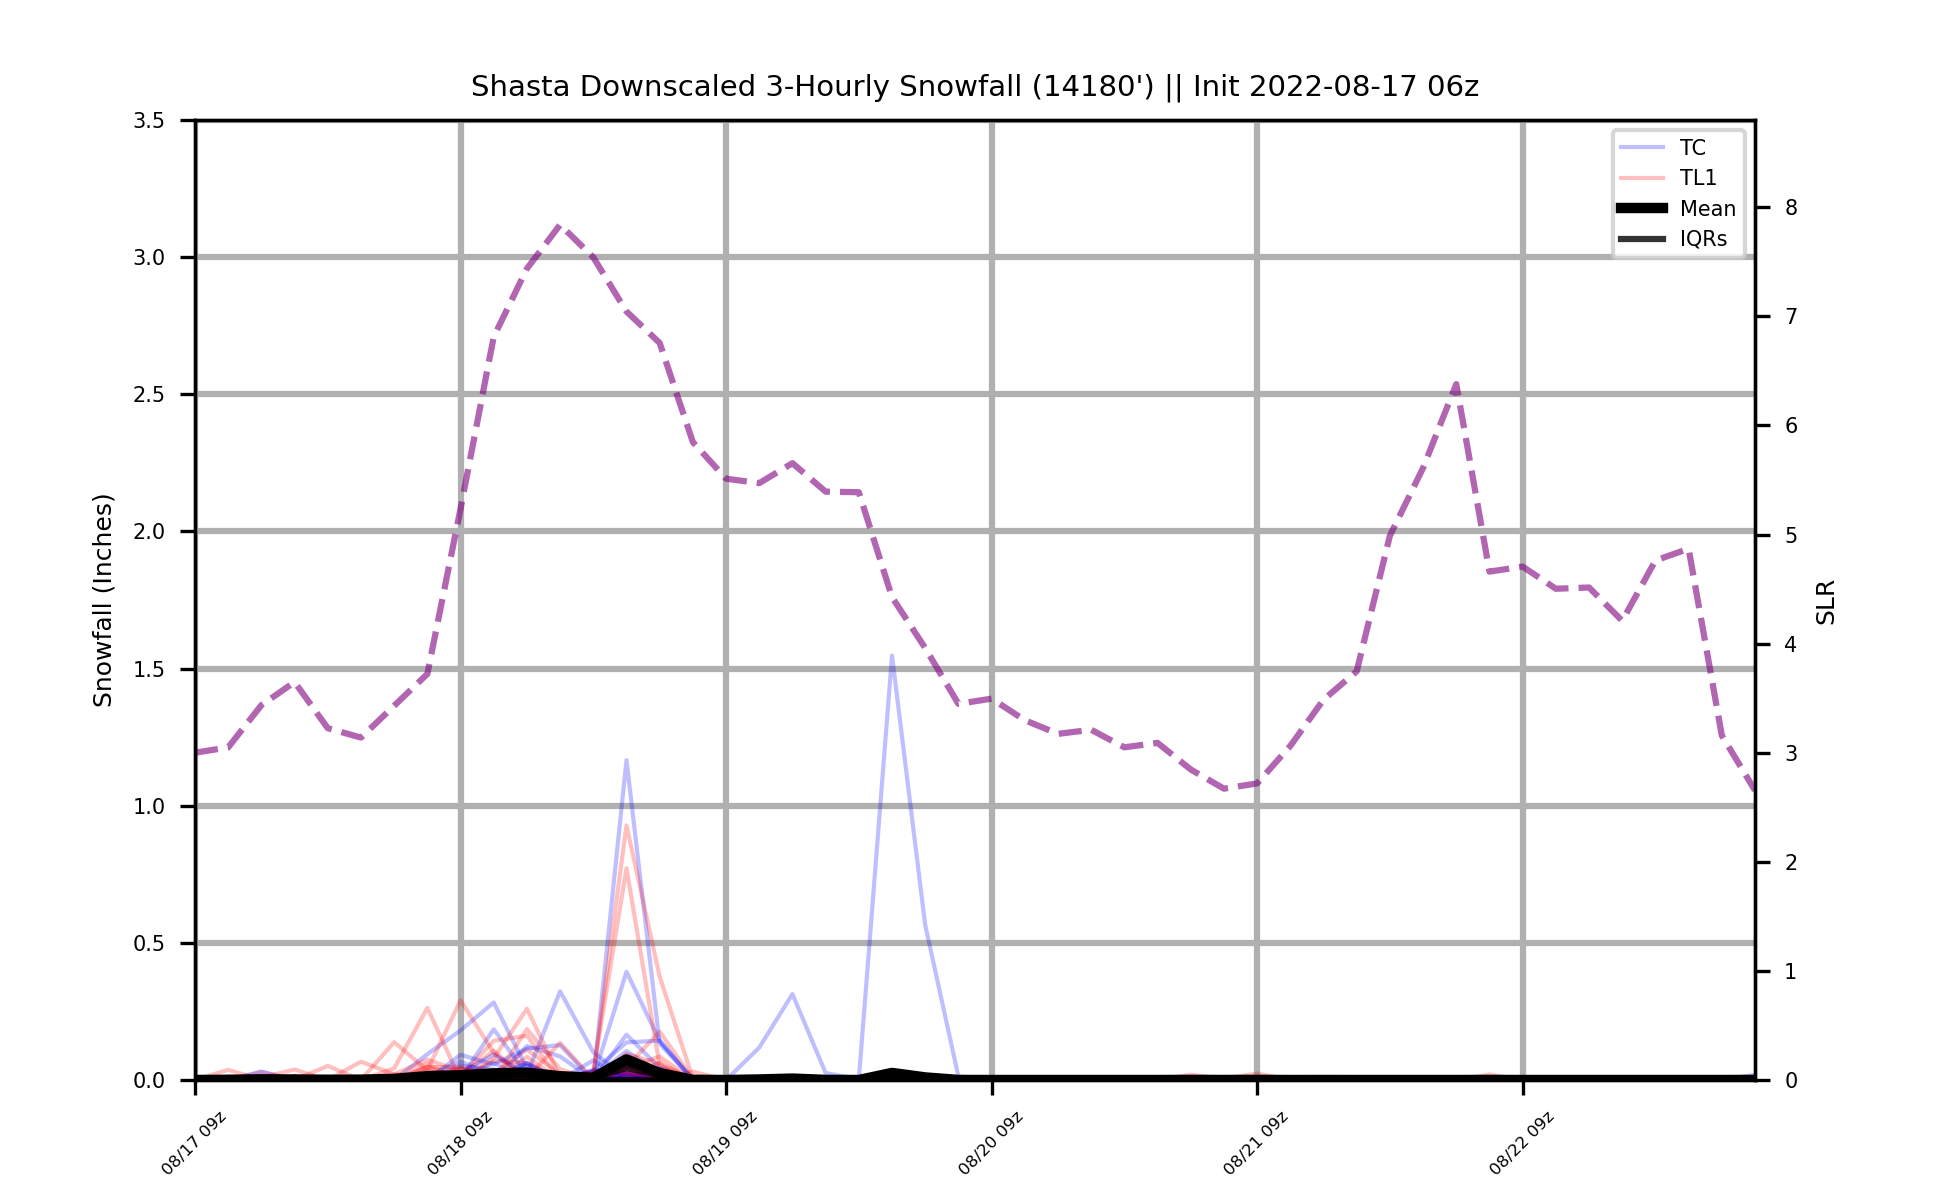 Shasta Downscaled 3-Hourly Snowfall (14180') || Init 2022-08-17 06z
TC
TL1
Mean
IQRs
Snowfall (Inches)
3.5
3.0
2.5
2.0
1.5
1.0
0.5
0.0
SLR
8
7
6
5
4
3
2
1
0
08/17 09z
08/18 09z
08/19 09z
08/20 09z
08/21 09z
08/22 09z